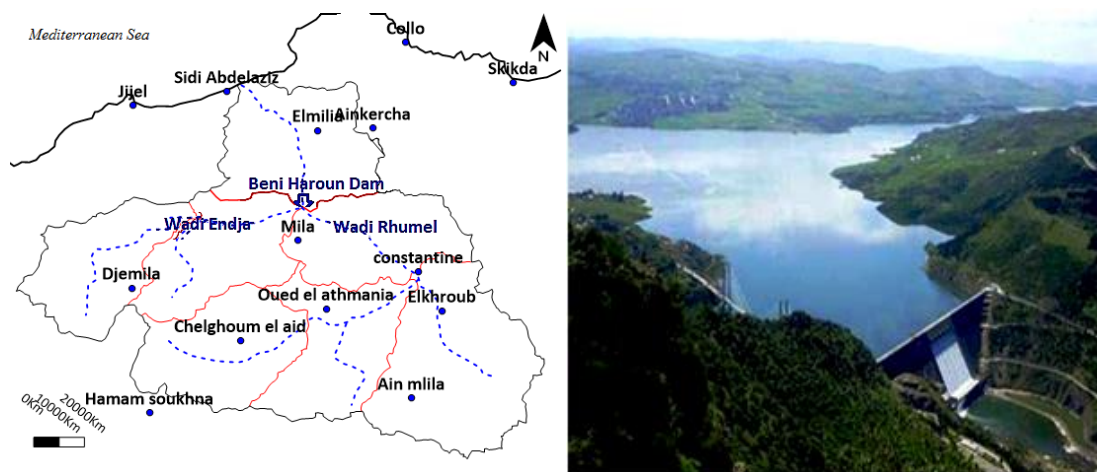 Mediterranean Sea
Collo
N
Skikda
Sidi Abdelaziz
Jijel
Elmilia
Ainkercha
Beni Haroun Dam
Wadi Endja
Mila
Wadi Rhumel
constantine
Djemila
Oued el athmania
Elkhroub
Chelghoum el aid
Ain mlila
Hamam soukhna
0Km
10000Km
20000Km